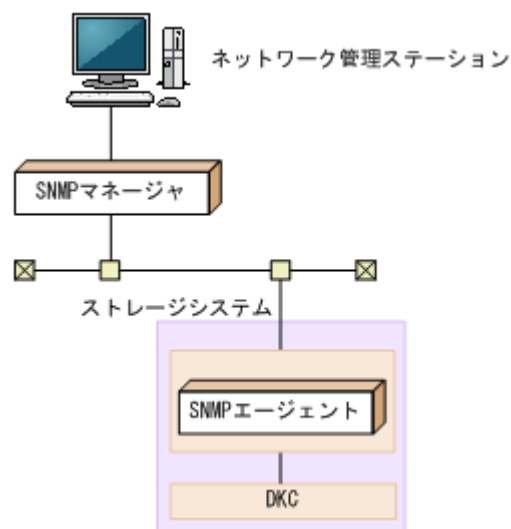 ネットワーク管理ステーション
SNMPマネージャ
ストレージシステム
SNMPエージェント
DKC